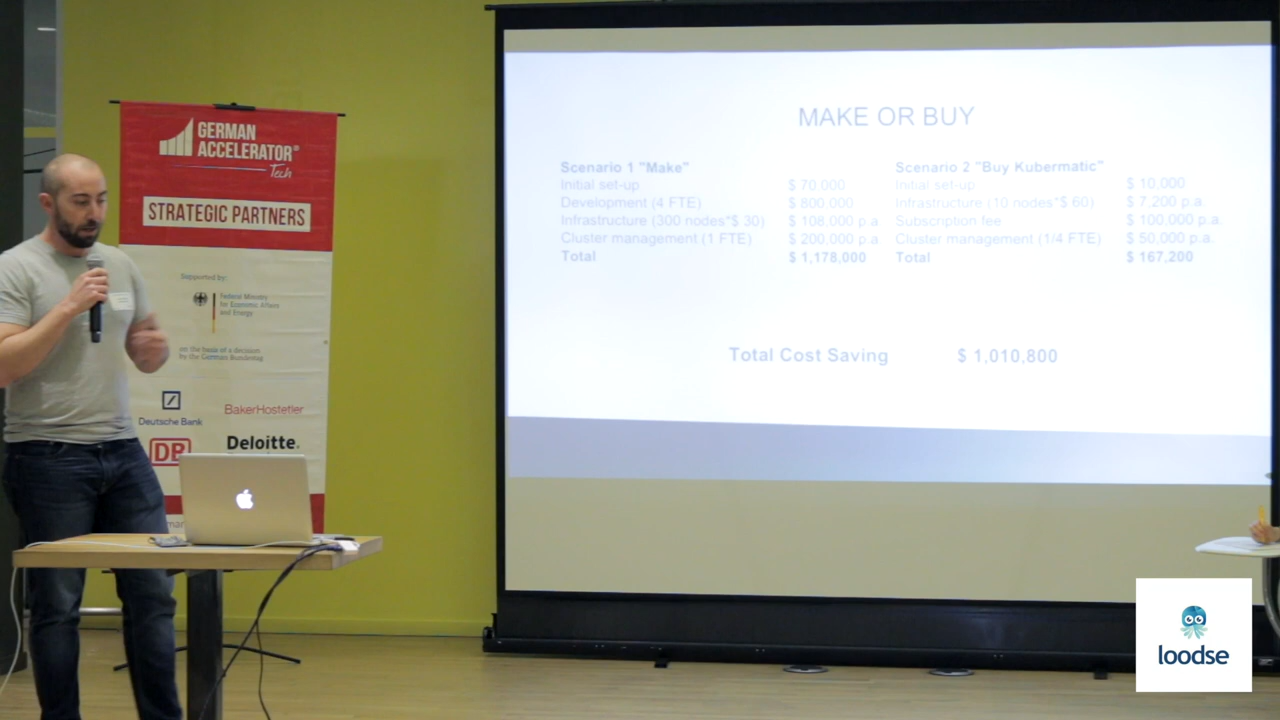 GERMAN
ACCELERATOR®
Tech
STRATEGIC PARTNERS
Supported by:
Federal Ministry
for Economic Affairs
and Energy
on the basis of a decision
by the German Bundestag
Deutsche Bank
BakerHostetler
DB
Deloitte.
MAKE OR BUY
Scenario 1 "Make"
Initial set-up $ 70,000
Development (4 FTE) $ 800,000
Infrastructure (300 nodes*$ 30) $ 108,000 p.a
Cluster management (1 FTE) $ 200,000 p.a
Total $ 1,178,000
Scenario 2 "Buy Kubermatic"
Initial set-up $ 10,000
Infrastructure (10 nodes*$ 60) $ 7,200 p.a.
Subscription fee $ 100,000 p.a.
Cluster management (1/4 FTE) $ 50,000 p.a.
Total $ 167,200
Total Cost Saving $ 1,010,800
loodse